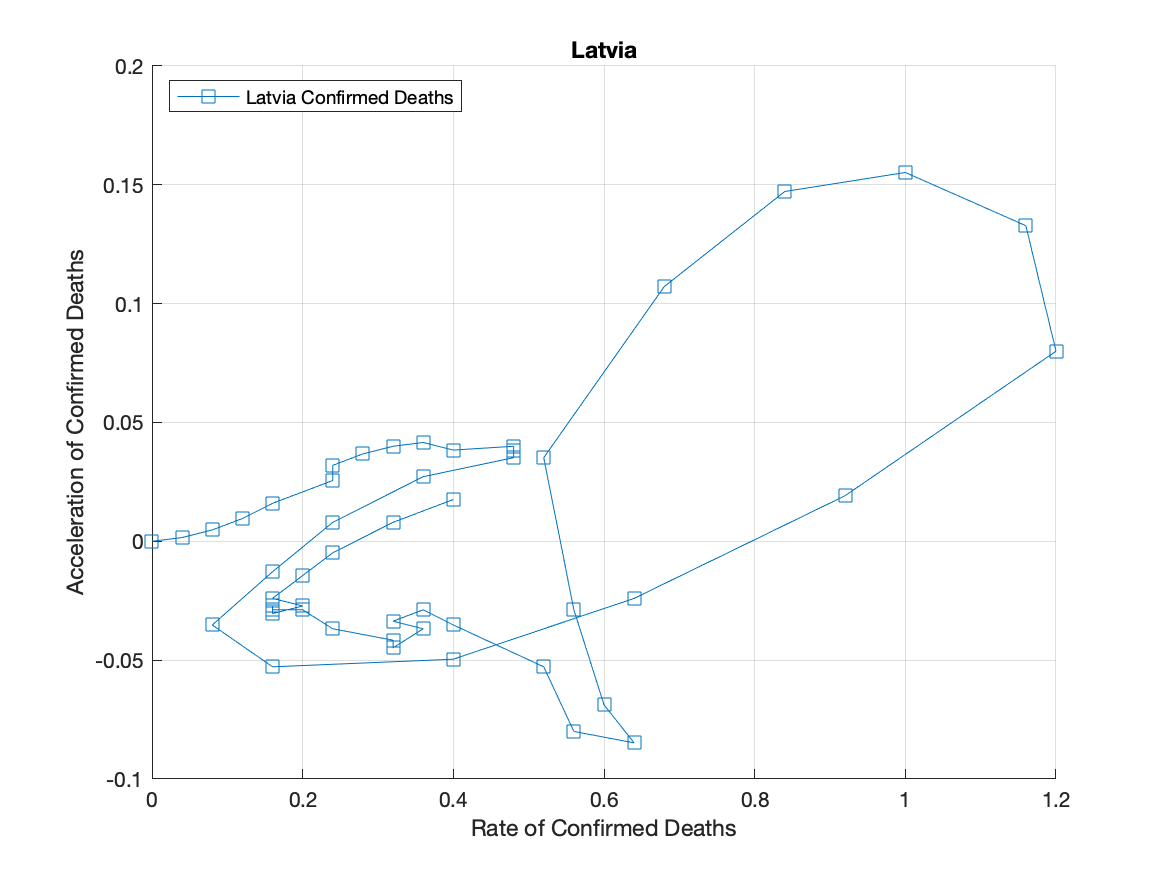 Latvia
Latvia Confirmed Deaths
Acceleration of Confirmed Deaths
0.2
0.15
0.1
0.05
0
-0.05
-0.1
0 0.2 0.4 0.6 0.8 1 1.2
Rate of Confirmed Deaths